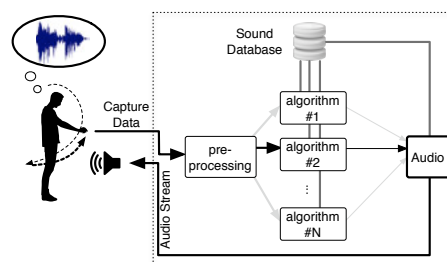 Sound
Database
Capture
Data
algorithm
#1
pre-
processing
algorithm
#2
Audio
...
algorithm
#N
Audio Stream